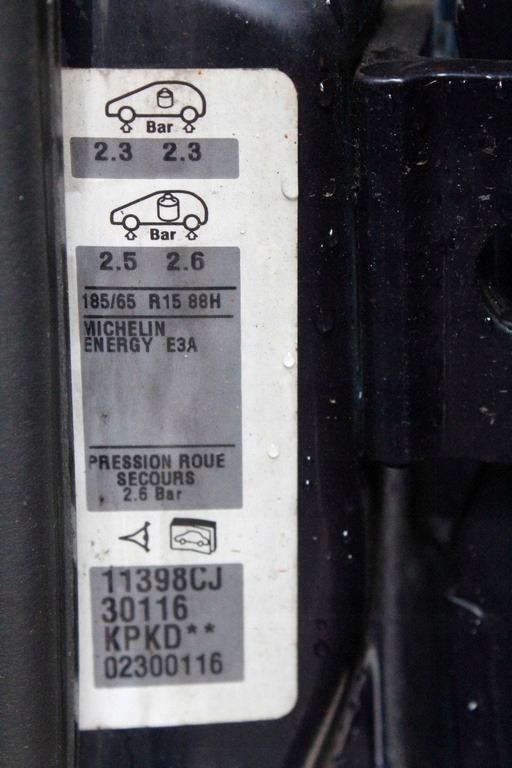 Bar
2.3 2.3
Bar
2.5 2.6
185/65 R15 88H
MICHELIN
ENERGY E3A
PRESSION ROUE
SECOURS
2.6 Bar
11398CJ
30116
KPKD**
02300116